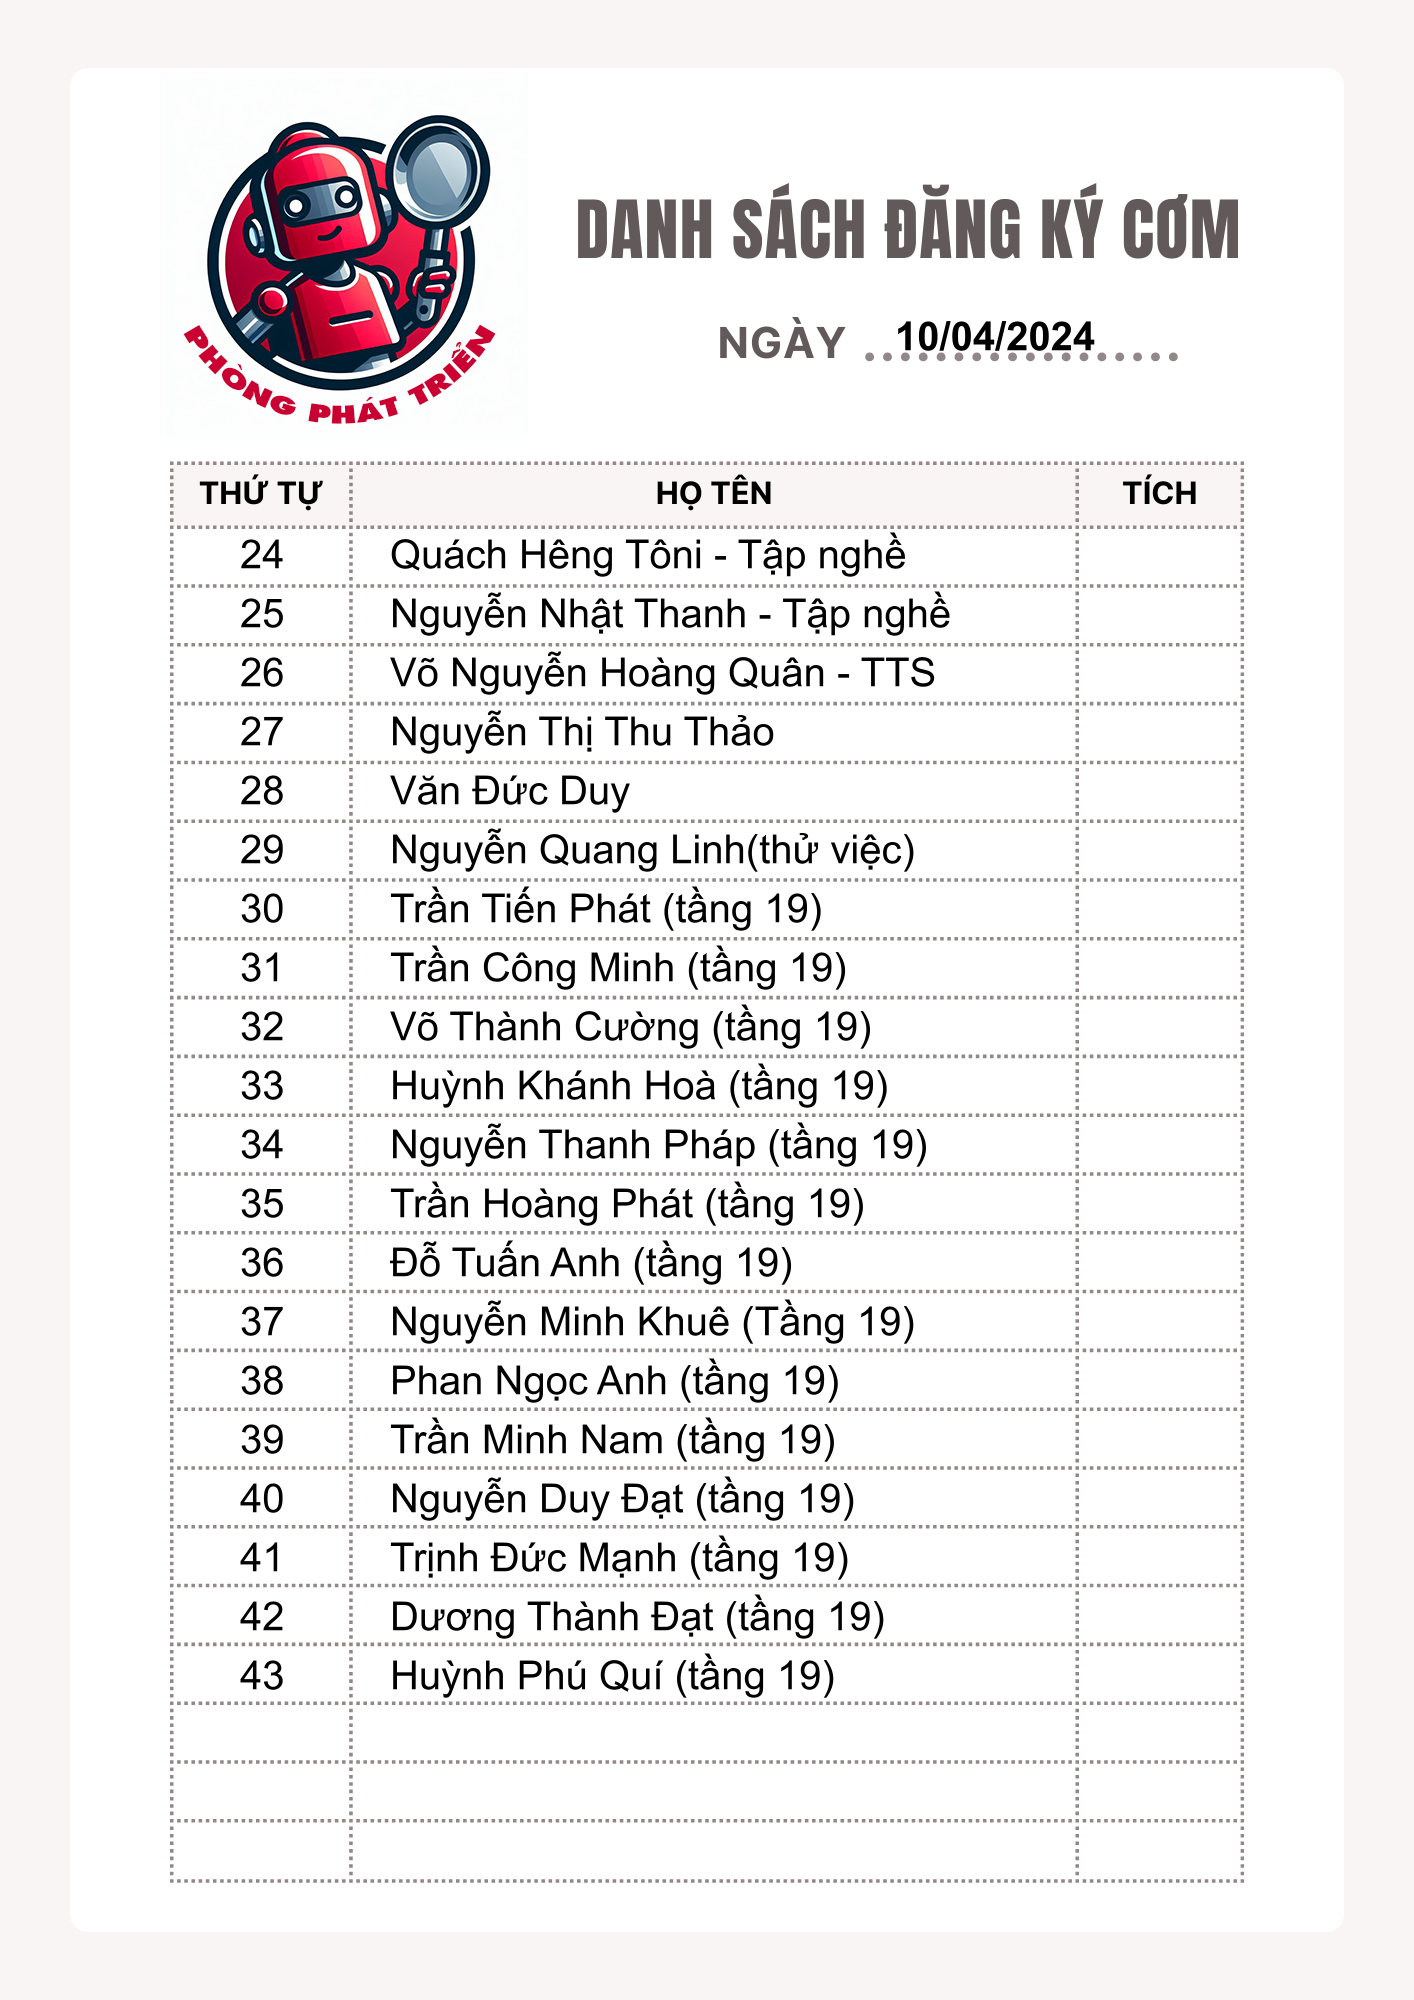 PHÒNG PHÁT TRIỂN
DANH SÁCH ĐĂNG KÝ CƠM
NGÀY 10/04/2024
THỨ TỰ HỌ TÊN TÍCH
24 Quách Hêng Tôni - Tập nghề
25 Nguyễn Nhật Thanh - Tập nghề
26 Võ Nguyễn Hoàng Quân - TTS
27 Nguyễn Thị Thu Thảo
28 Văn Đức Duy
29 Nguyễn Quang Linh(thử việc)
30 Trần Tiến Phát (tầng 19)
31 Trần Công Minh (tầng 19)
32 Võ Thành Cường (tầng 19)
33 Huỳnh Khánh Hoà (tầng 19)
34 Nguyễn Thanh Pháp (tầng 19)
35 Trần Hoàng Phát (tầng 19)
36 Đỗ Tuấn Anh (tầng 19)
37 Nguyễn Minh Khuê (Tầng 19)
38 Phan Ngọc Anh (tầng 19)
39 Trần Minh Nam (tầng 19)
40 Nguyễn Duy Đạt (tầng 19)
41 Trịnh Đức Mạnh (tầng 19)
42 Dương Thành Đạt (tầng 19)
43 Huỳnh Phú Quí (tầng 19)